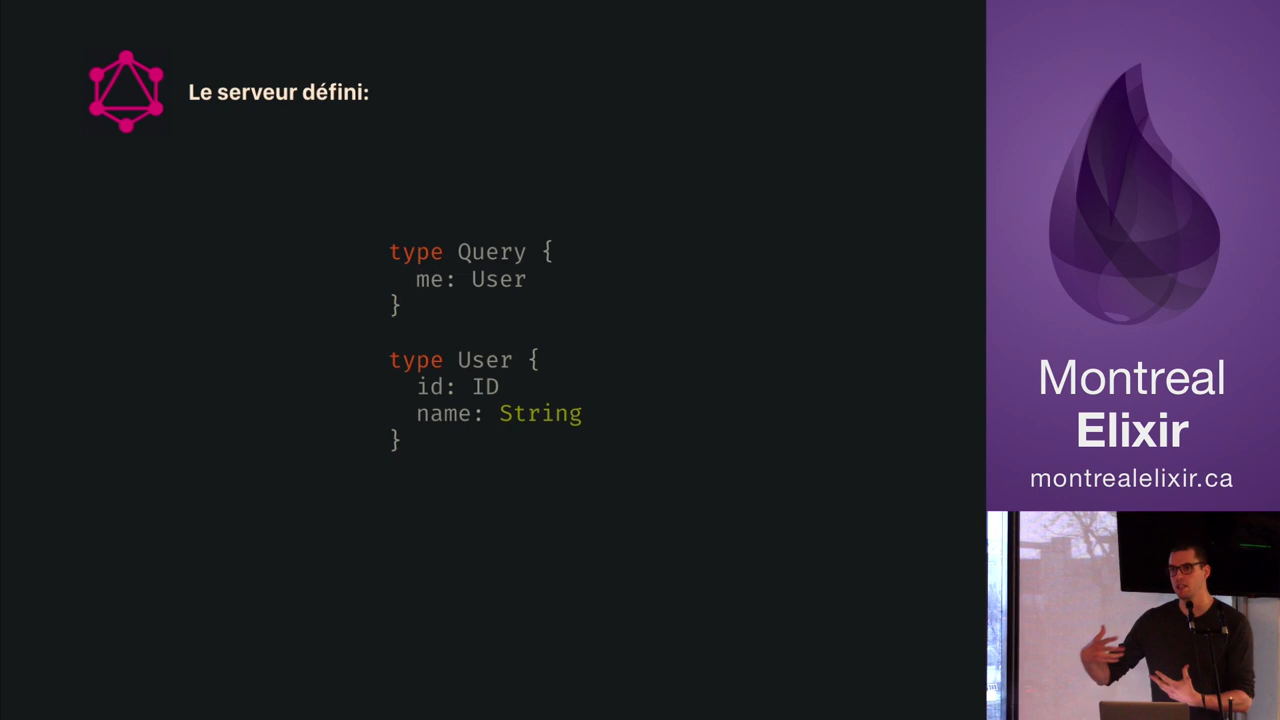 Le serveur défini:
type Query {
  me: User
}
type User {
  id: ID
  name: String
}
Montreal
Elixir
montrealelixir.ca